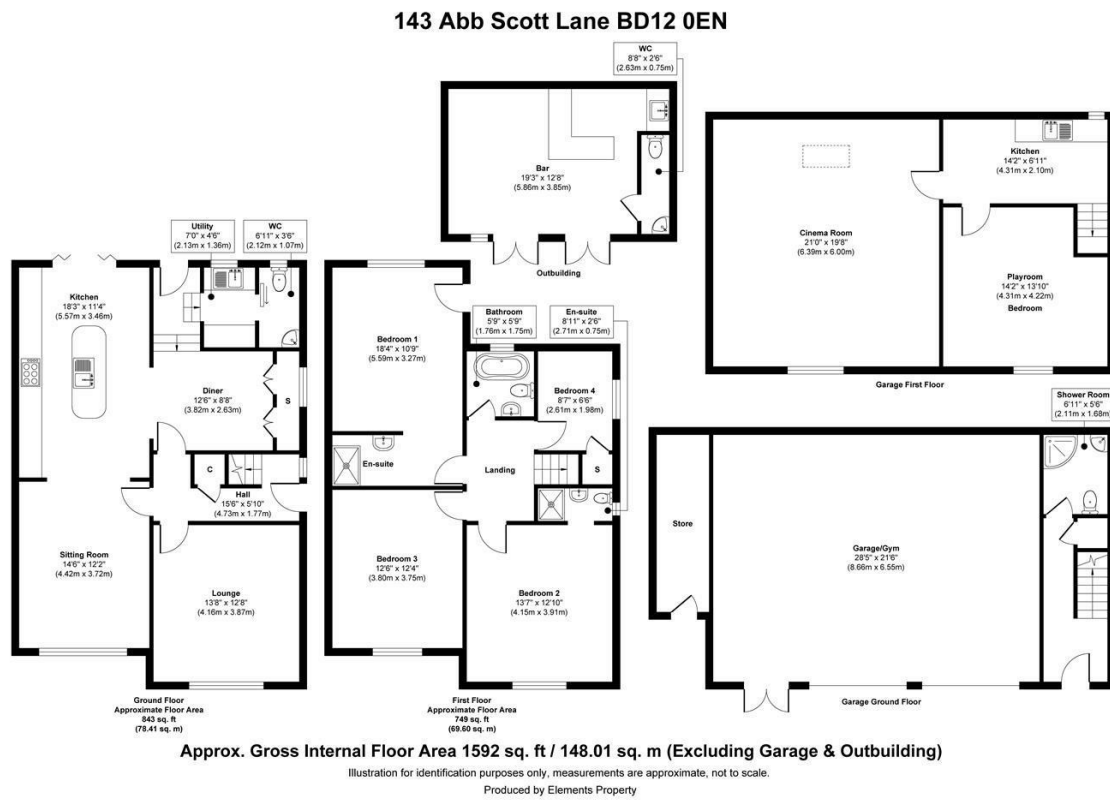 143 Abb Scott Lane BD12 0EN
WC
8'8" x 2'6"
(2.63m x 0.75m)
Bar
19'3" x 12'8"
(5.86m x 3.85m)
Outbuilding
Kitchen
14'2" x 6'11"
(4.31m x 2.10m)
Cinema Room
21'0" x 19'8"
(6.39m x 6.00m)
Playroom
14'2" x 13'10"
(4.31m x 4.22m)
Bedroom
Garage First Floor
Utility
7'0" x 4'6"
(2.13m x 1.36m)
WC
6'11" x 3'6"
(2.12m x 1.07m)
Kitchen
18'3" x 11'4"
(5.57m x 3.46m)
Diner
12'6" x 8'8"
(3.82m x 2.63m)
S
C
Hall
15'6" x 5'10"
(4.73m x 1.77m)
Sitting Room
14'6" x 12'2"
(4.42m x 3.72m)
Lounge
13'8" x 12'8"
(4.16m x 3.87m)
Ground Floor
Approximate Floor Area
843 sq. ft
(78.41 sq. m)
Bathroom
5'9" x 5'9"
(1.76m x 1.75m)
En-suite
8'11" x 2'6"
(2.71m x 0.75m)
Bedroom 1
18'4" x 10'9"
(5.59m x 3.27m)
Bedroom 4
8'7" x 6'6"
(2.61m x 1.98m)
En-suite
Landing
S
Bedroom 3
12'6" x 12'4"
(3.80m x 3.75m)
Bedroom 2
13'7" x 12'10"
(4.15m x 3.91m)
First Floor
Approximate Floor Area
749 sq. ft
(69.60 sq. m)
Shower Room
6'11" x 5'6"
(2.11m x 1.68m)
Store
Garage/Gym
28'5" x 21'6"
(8.66m x 6.55m)
Garage Ground Floor
Approx. Gross Internal Floor Area 1592 sq. ft / 148.01 sq. m (Excluding Garage & Outbuilding)
Illustration for identification purposes only, measurements are approximate, not to scale.
Produced by Elements Property